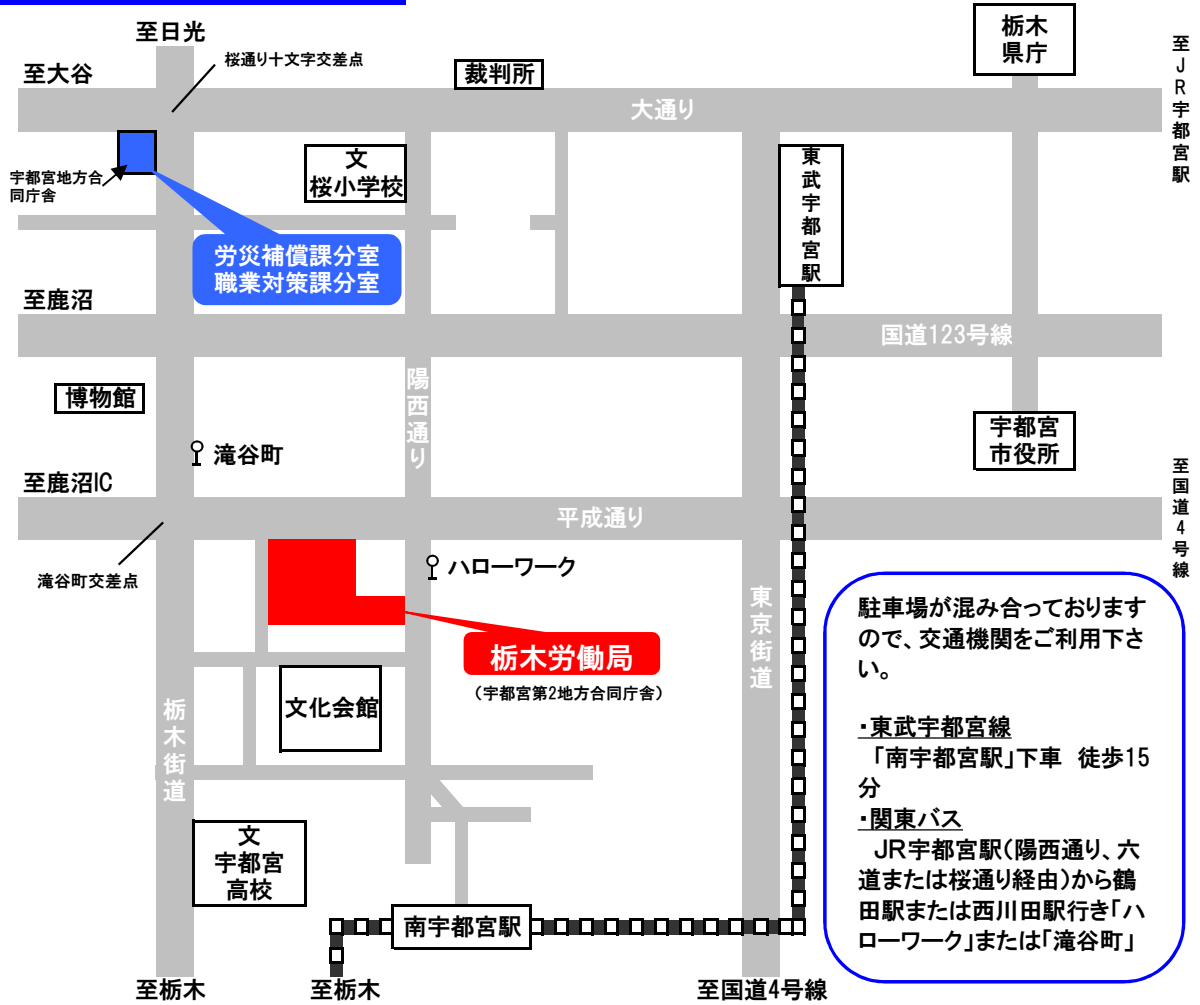 至日光
桜通り十文字交差点
至大谷
裁判所
栃木
県庁
至JR宇都宮駅
大通り
宇都宮地方合
同庁舎
文
桜小学校
東武宇都宮駅
労災補償課分室
職業対策課分室
至鹿沼
国道123号線
博物館
陽西通り
滝谷町
宇都宮
市役所
至鹿沼IC
平成通り
至国道4号線
滝谷町交差点
ハローワーク
東京街道
栃木労働局
(宇都宮第2地方合同庁舎)
文化会館
栃木街道
文
宇都宮
高校
南宇都宮駅
至栃木
至栃木
至国道4号線
駐車場が混み合っております
ので、交通機関をご利用下さ
い。
・東武宇都宮線
「南宇都宮駅」下車 徒歩15
分
・関東バス
JR宇都宮駅(陽西通り、六
道または桜通り経由)から鶴
田駅または西川田駅行き「ハ
ローワーク」または「滝谷町」